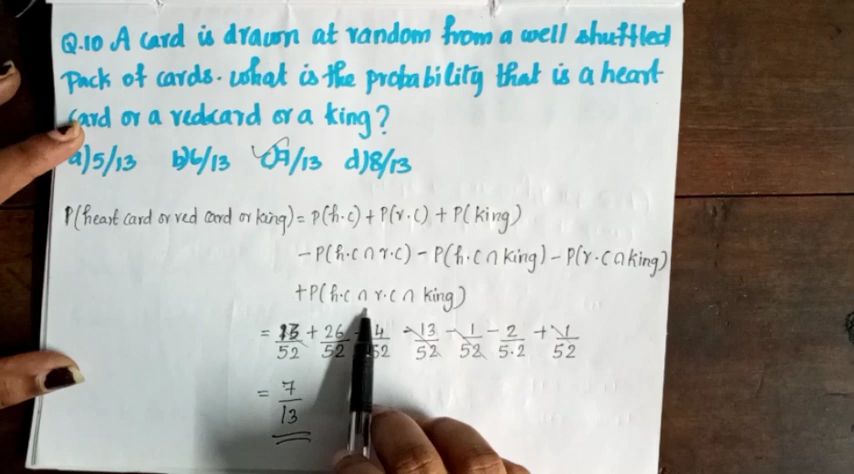 Q.10 A card is drawn at random from a well shuffled
Pack of cards. what is the probability that is a heart
Card or a redcard or a king?
a) 5/13 b) 6/13 c) 7/13 d) 8/13
P(heart card or red card or king) = P(h.c) + P(r.c) + P(king)
- P(h.c ∩ r.c) - P(h.c ∩ king) - P(r.c ∩ king)
+ P(h.c ∩ r.c ∩ king)
= 13/52 + 26/52 4/52 - 13/52 - 1/52 - 2/5.2 + 1/52
= 7/13